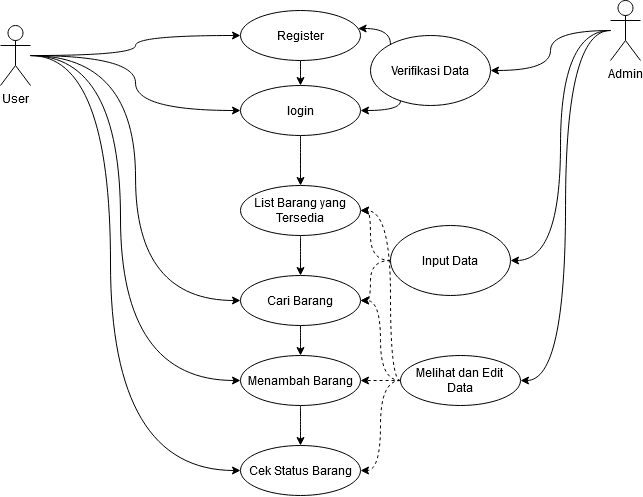 Register
Verifikasi Data
Admin
User
login
List Barang yang
Tersedia
Input Data
Cari Barang
Melihat dan Edit
Data
Menambah Barang
Cek Status Barang